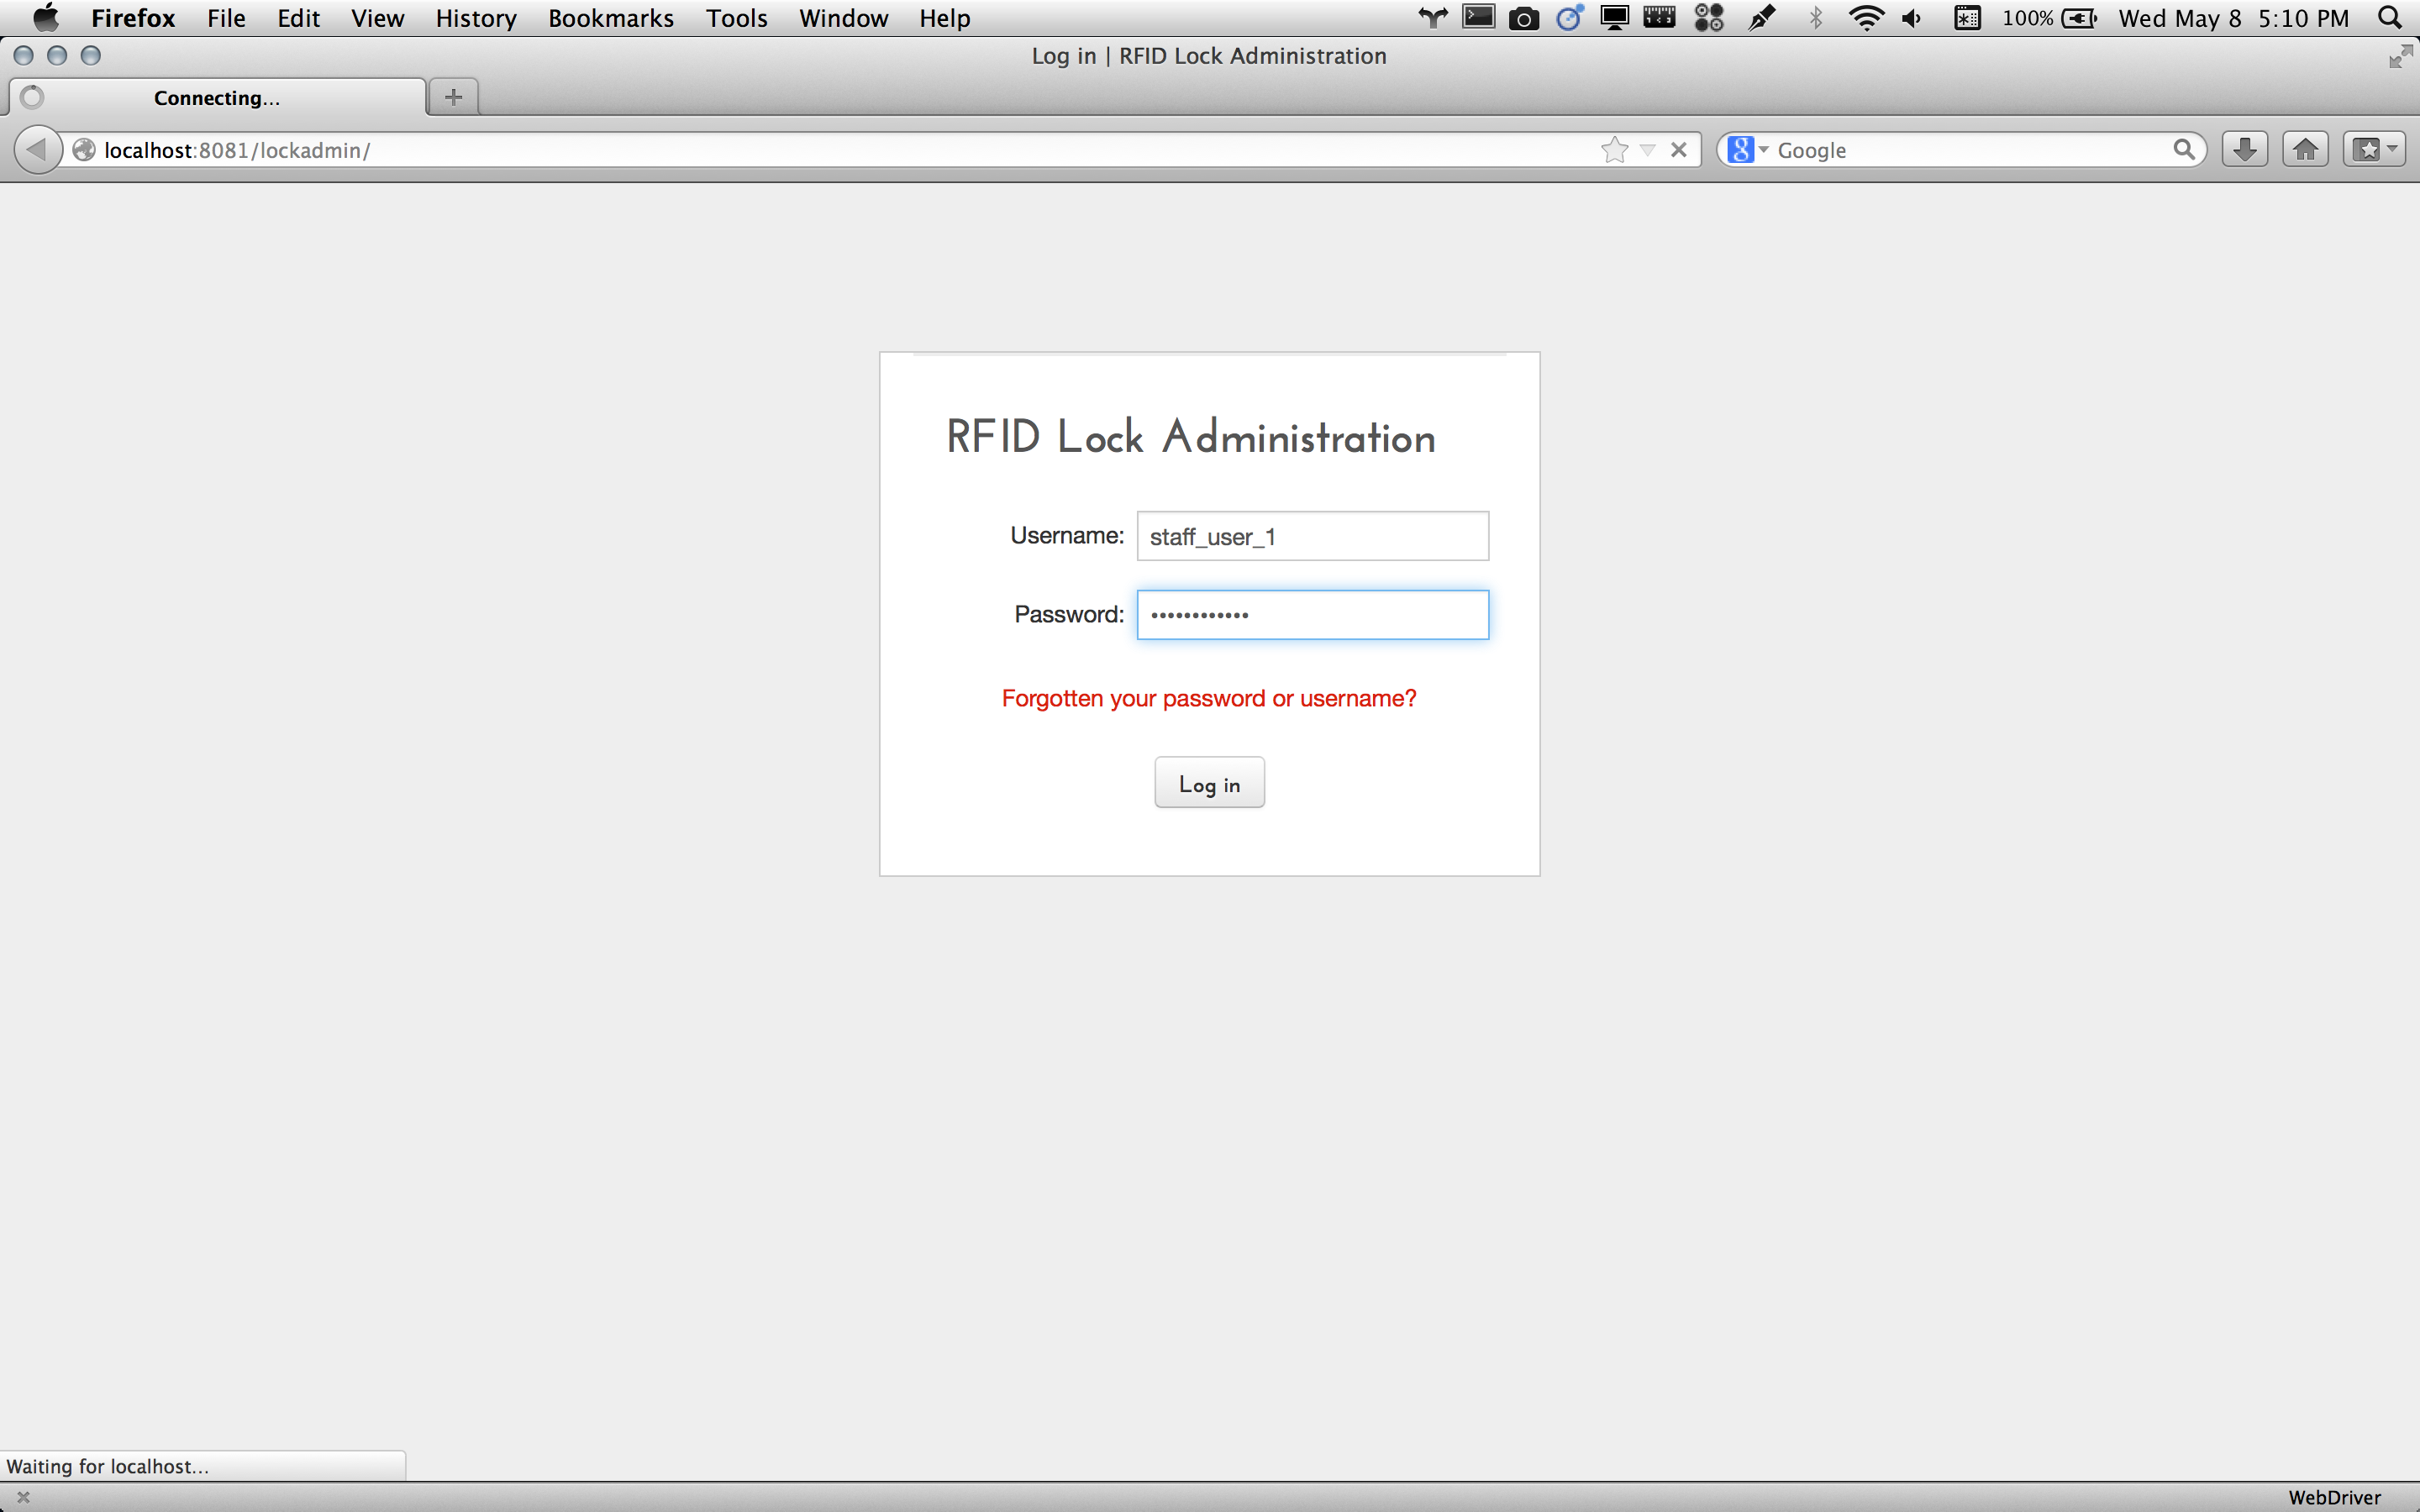 Firefox File Edit View History Bookmarks Tools Window Help 100% Wed May 8 5:10 PM
Log in | RFID Lock Administration
Connecting...
localhost:8081/lockadmin/ Google
RFID Lock Administration
Username: staff_user_1
Password: ••••••••••••
Forgotten your password or username?
Log in
Waiting for localhost...
WebDriver